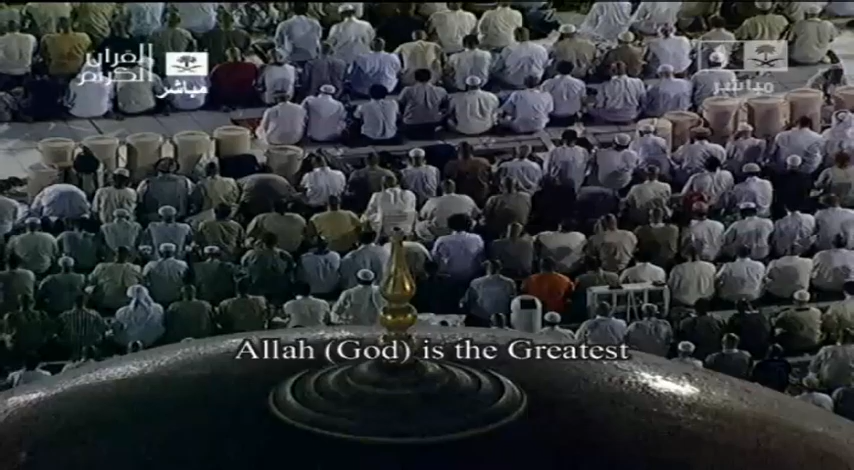 القرآن
الكريم
مباشر
مباشر
Allah (God) is the Greatest